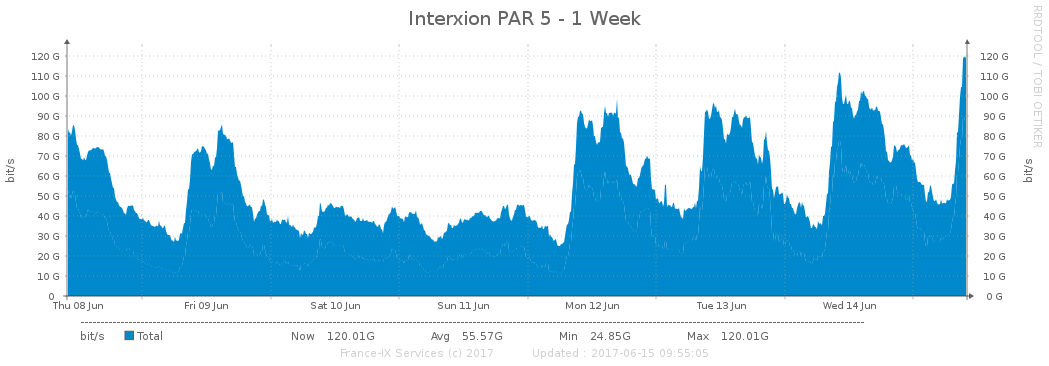 Interxion PAR 5 - 1 Week
RRDTOOL / TOBI OETIKER
bit/s
120 G 120 G
110 G 110 G
100 G 100 G
90 G 90 G
80 G 80 G
70 G 70 G
60 G 60 G
50 G 50 G
40 G 40 G
30 G 30 G
20 G 20 G
10 G 10 G
0 0 G
bit/s
Thu 08 Jun Fri 09 Jun Sat 10 Jun Sun 11 Jun Mon 12 Jun Tue 13 Jun Wed 14 Jun
bit/s Total Now 120.01G Avg 55.57G Min 24.85G Max 120.01G
France-IX Services (c) 2017 Updated : 2017-06-15 09:55:05